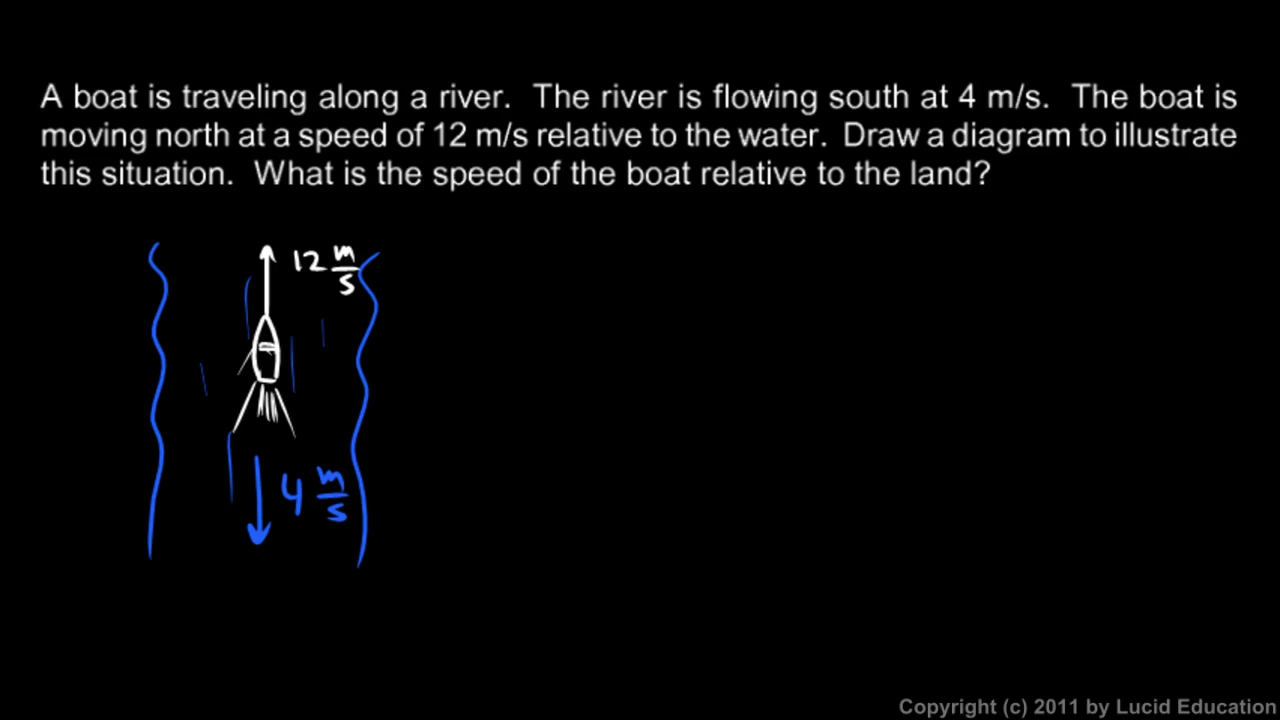 A boat is traveling along a river. The river is flowing south at 4 m/s. The boat is
moving north at a speed of 12 m/s relative to the water. Draw a diagram to illustrate
this situation. What is the speed of the boat relative to the land?
12 m/s
4 m/s
Copyright (c) 2011 by Lucid Education